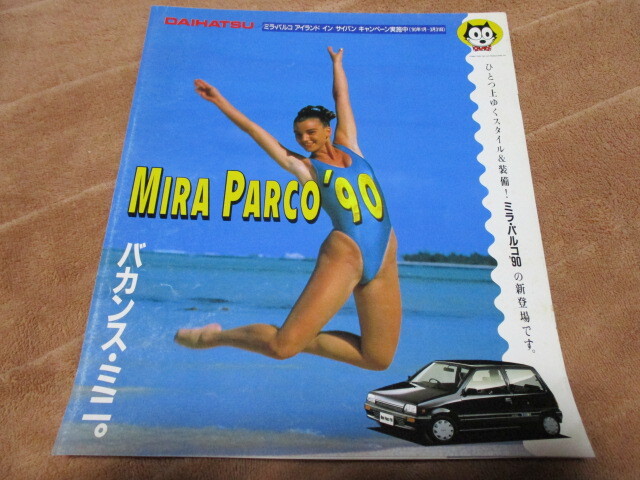 DAIHATSU
ミラ・パルコ アイランド イン サイパン キャンペーン実施中
ひとつ上ゆくスタイル&装備!ミラ・パルコ'90の新登場です。
MIRA PARCO '90
バカンス・ミニ。